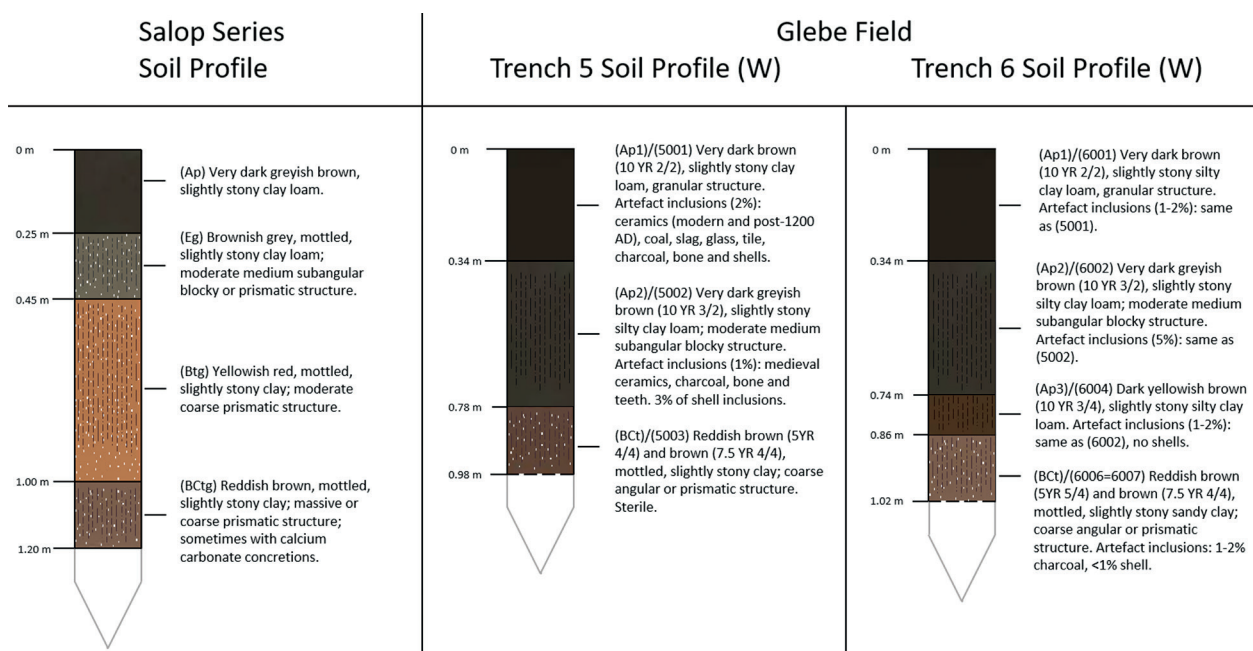 Salop Series
Soil Profile
Glebe Field
Trench 5 Soil Profile (W)
Trench 6 Soil Profile (W)
0 m
(Ap) Very dark greyish brown,
slightly stony clay loam.
0.25 m
(Eg) Brownish grey, mottled,
slightly stony clay loam;
moderate medium subangular
blocky or prismatic structure.
0.45 m
(Btg) Yellowish red, mottled,
slightly stony clay; moderate
coarse prismatic structure.
1.00 m
(BCtg) Reddish brown, mottled,
slightly stony clay; massive or
coarse prismatic structure;
sometimes with calcium
carbonate concretions.
1.20 m
0 m
(Ap1)/(5001) Very dark brown
(10 YR 2/2), slightly stony clay
loam, granular structure.
Artefact inclusions (2%):
ceramics (modern and post-1200
AD), coal, slag, glass, tile,
charcoal, bone and shells.
0.34 m
(Ap2)/(5002) Very dark greyish
brown (10 YR 3/2), slightly stony
silty clay loam; moderate medium
subangular blocky structure.
Artefact inclusions (1%): medieval
ceramics, charcoal, bone and
teeth. 3% of shell inclusions.
0.78 m
(BCt)/(5003) Reddish brown (5YR
4/4) and brown (7.5 YR 4/4),
mottled, slightly stony clay; coarse
angular or prismatic structure.
Sterile.
0.98 m
0 m
(Ap1)/(6001) Very dark brown
(10 YR 2/2), slightly stony silty
clay loam, granular structure.
Artefact inclusions (1-2%): same
as (5001).
0.34 m
(Ap2)/(6002) Very dark greyish
brown (10 YR 3/2), slightly stony
silty clay loam; moderate medium
subangular blocky structure.
Artefact inclusions (5%): same as
(5002).
0.74 m
(Ap3)/(6004) Dark yellowish brown
(10 YR 3/4), slightly stony silty clay
loam. Artefact inclusions (1-2%):
same as (6002), no shells.
0.86 m
(BCt)/(6006=6007) Reddish brown
(5YR 5/4) and brown (7.5 YR 4/4),
mottled, slightly stony sandy clay;
coarse angular or prismatic
structure. Artefact inclusions: 1-2%
charcoal, <1% shell.
1.02 m